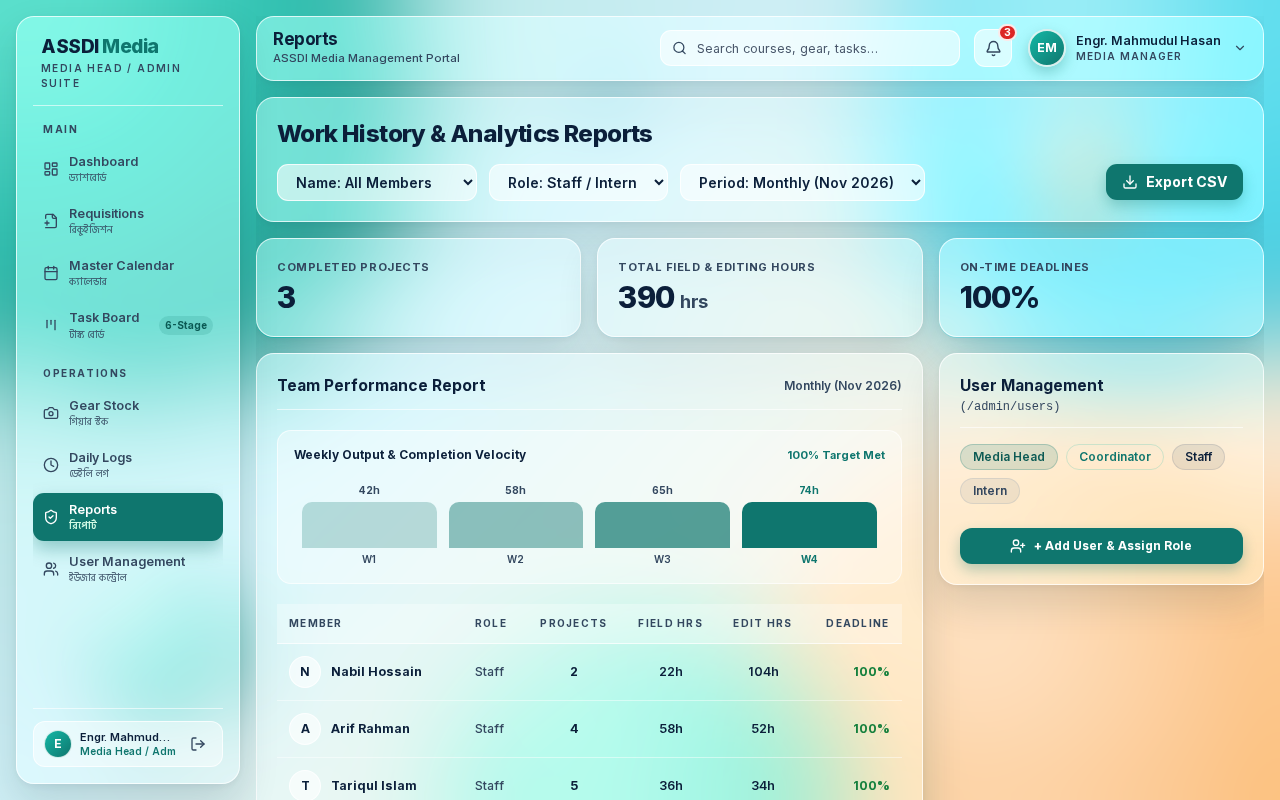 ASSDI Media
MEDIA HEAD / ADMIN
SUITE
MAIN
Dashboard
ড্যাশবোর্ড
Requisitions
রিকুইজিশন
Master Calendar
ক্যালেন্ডার
Task Board
টাস্ক বোর্ড
6-Stage
OPERATIONS
Gear Stock
গিয়ার স্টক
Daily Logs
ডেইলি লগ
Reports
রিপোর্ট
User Management
ইউজার কন্ট্রোল
E
Engr. Mahmud...
Media Head / Adm
Reports
ASSDI Media Management Portal
Search courses, gear, tasks...
3
EM
Engr. Mahmudul Hasan
MEDIA MANAGER
Work History & Analytics Reports
Name: All Members
Role: Staff / Intern
Period: Monthly (Nov 2026)
Export CSV
COMPLETED PROJECTS
3
TOTAL FIELD & EDITING HOURS
390 hrs
ON-TIME DEADLINES
100%
Team Performance Report
Monthly (Nov 2026)
Weekly Output & Completion Velocity
100% Target Met
42h 58h 65h 74h
W1 W2 W3 W4
MEMBER ROLE PROJECTS FIELD HRS EDIT HRS DEADLINE
N Nabil Hossain Staff 2 22h 104h 100%
A Arif Rahman Staff 4 58h 52h 100%
T Tariqul Islam Staff 5 36h 34h 100%
User Management
(/admin/users)
Media Head Coordinator Staff
Intern
+ Add User & Assign Role